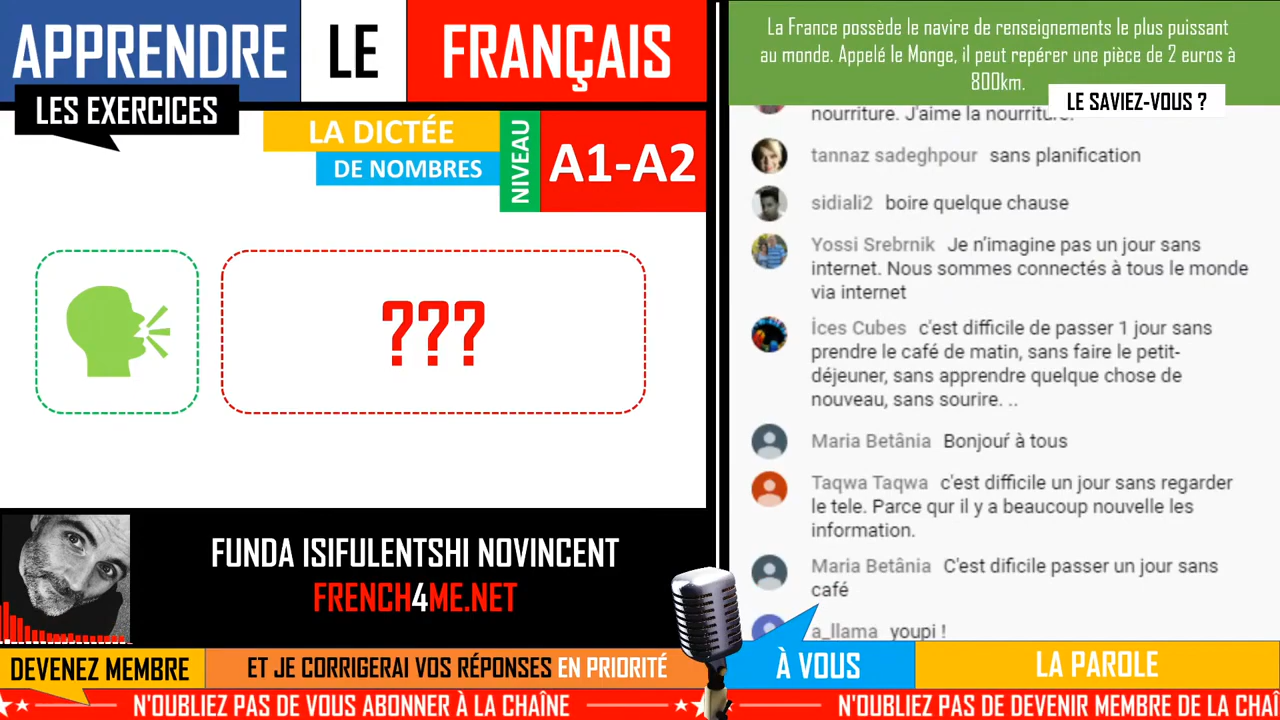 APPRENDRE LE FRANÇAIS
LES EXERCICES
LA DICTÉE
DE NOMBRES
NIVEAU
A1-A2
???
FUNDA ISIFULENTSHI NOVINCENT
FRENCH4ME.NET
DEVENEZ MEMBRE
ET JE CORRIGERAI VOS RÉPONSES EN PRIORITÉ
N'OUBLIEZ PAS DE VOUS ABONNER À LA CHAÎNE
La France possède le navire de renseignements le plus puissant
au monde. Appelé le Monge, il peut repérer une pièce de 2 euros à
800km.
LE SAVIEZ-VOUS ?
nourriture. J'aime la nourriture.
tannaz sadeghpour sans planification
sidiali2 boire quelque chause
Yossi Srebrnik Je n'imagine pas un jour sans
internet. Nous sommes connectés à tous le monde
via internet
İces Cubes c'est difficile de passer 1 jour sans
prendre le café de matin, sans faire le petit-
déjeuner, sans apprendre quelque chose de
nouveau, sans sourire. ..
Maria Betânia Bonjouŕ à tous
Taqwa Taqwa c'est difficile un jour sans regarder
le tele. Parce qur il y a beaucoup nouvelle les
information.
Maria Betânia C'est dificile passer un jour sans
café
a_llama youpi !
À VOUS
LA PAROLE
N'OUBLIEZ PAS DE DEVENIR MEMBRE DE LA CHAÎ